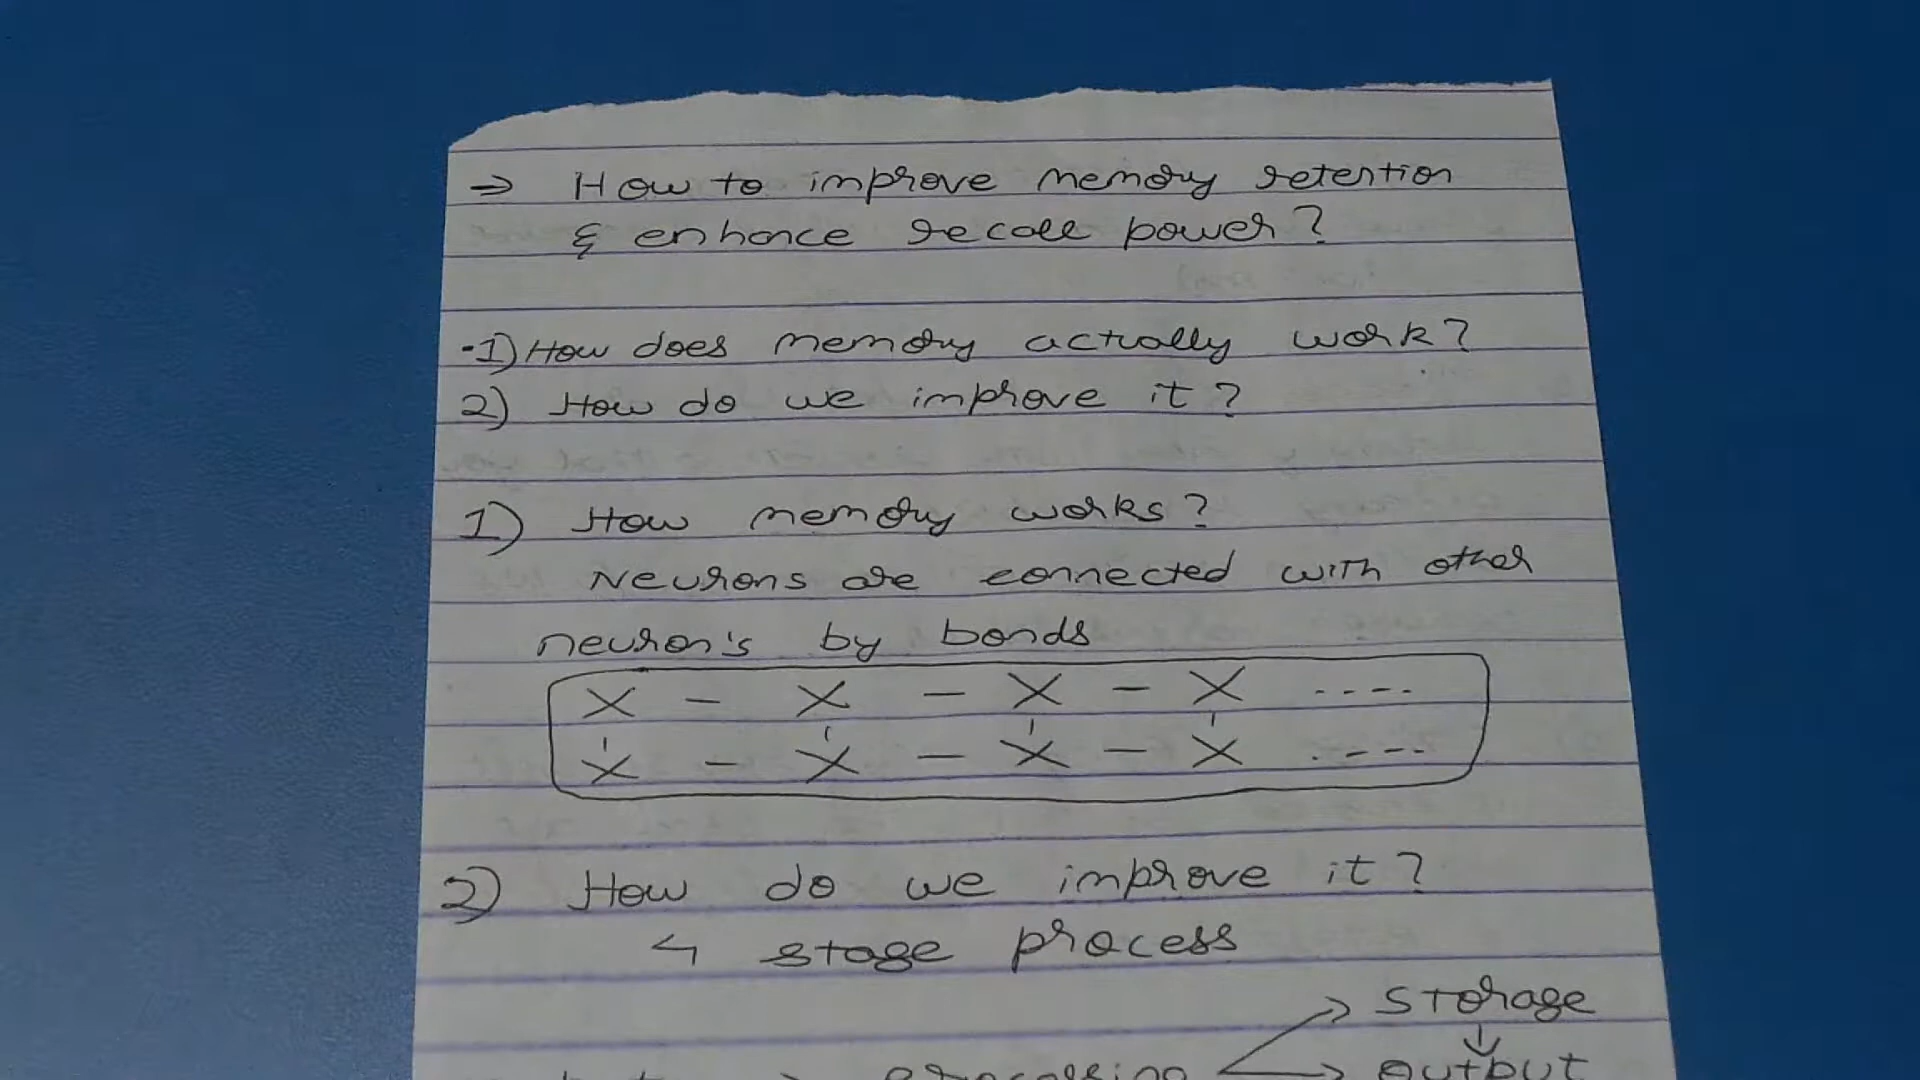 → How to improve memory retention
& enhance recall power?
1) How does memory actually work?
2) How do we improve it?
1) How memory works?
Neurons are connected with other
neuron's by bonds
X - X - X - X ----
X - X - X - X ----
2) How do we improve it?
4 stage process
Storage
processing
output